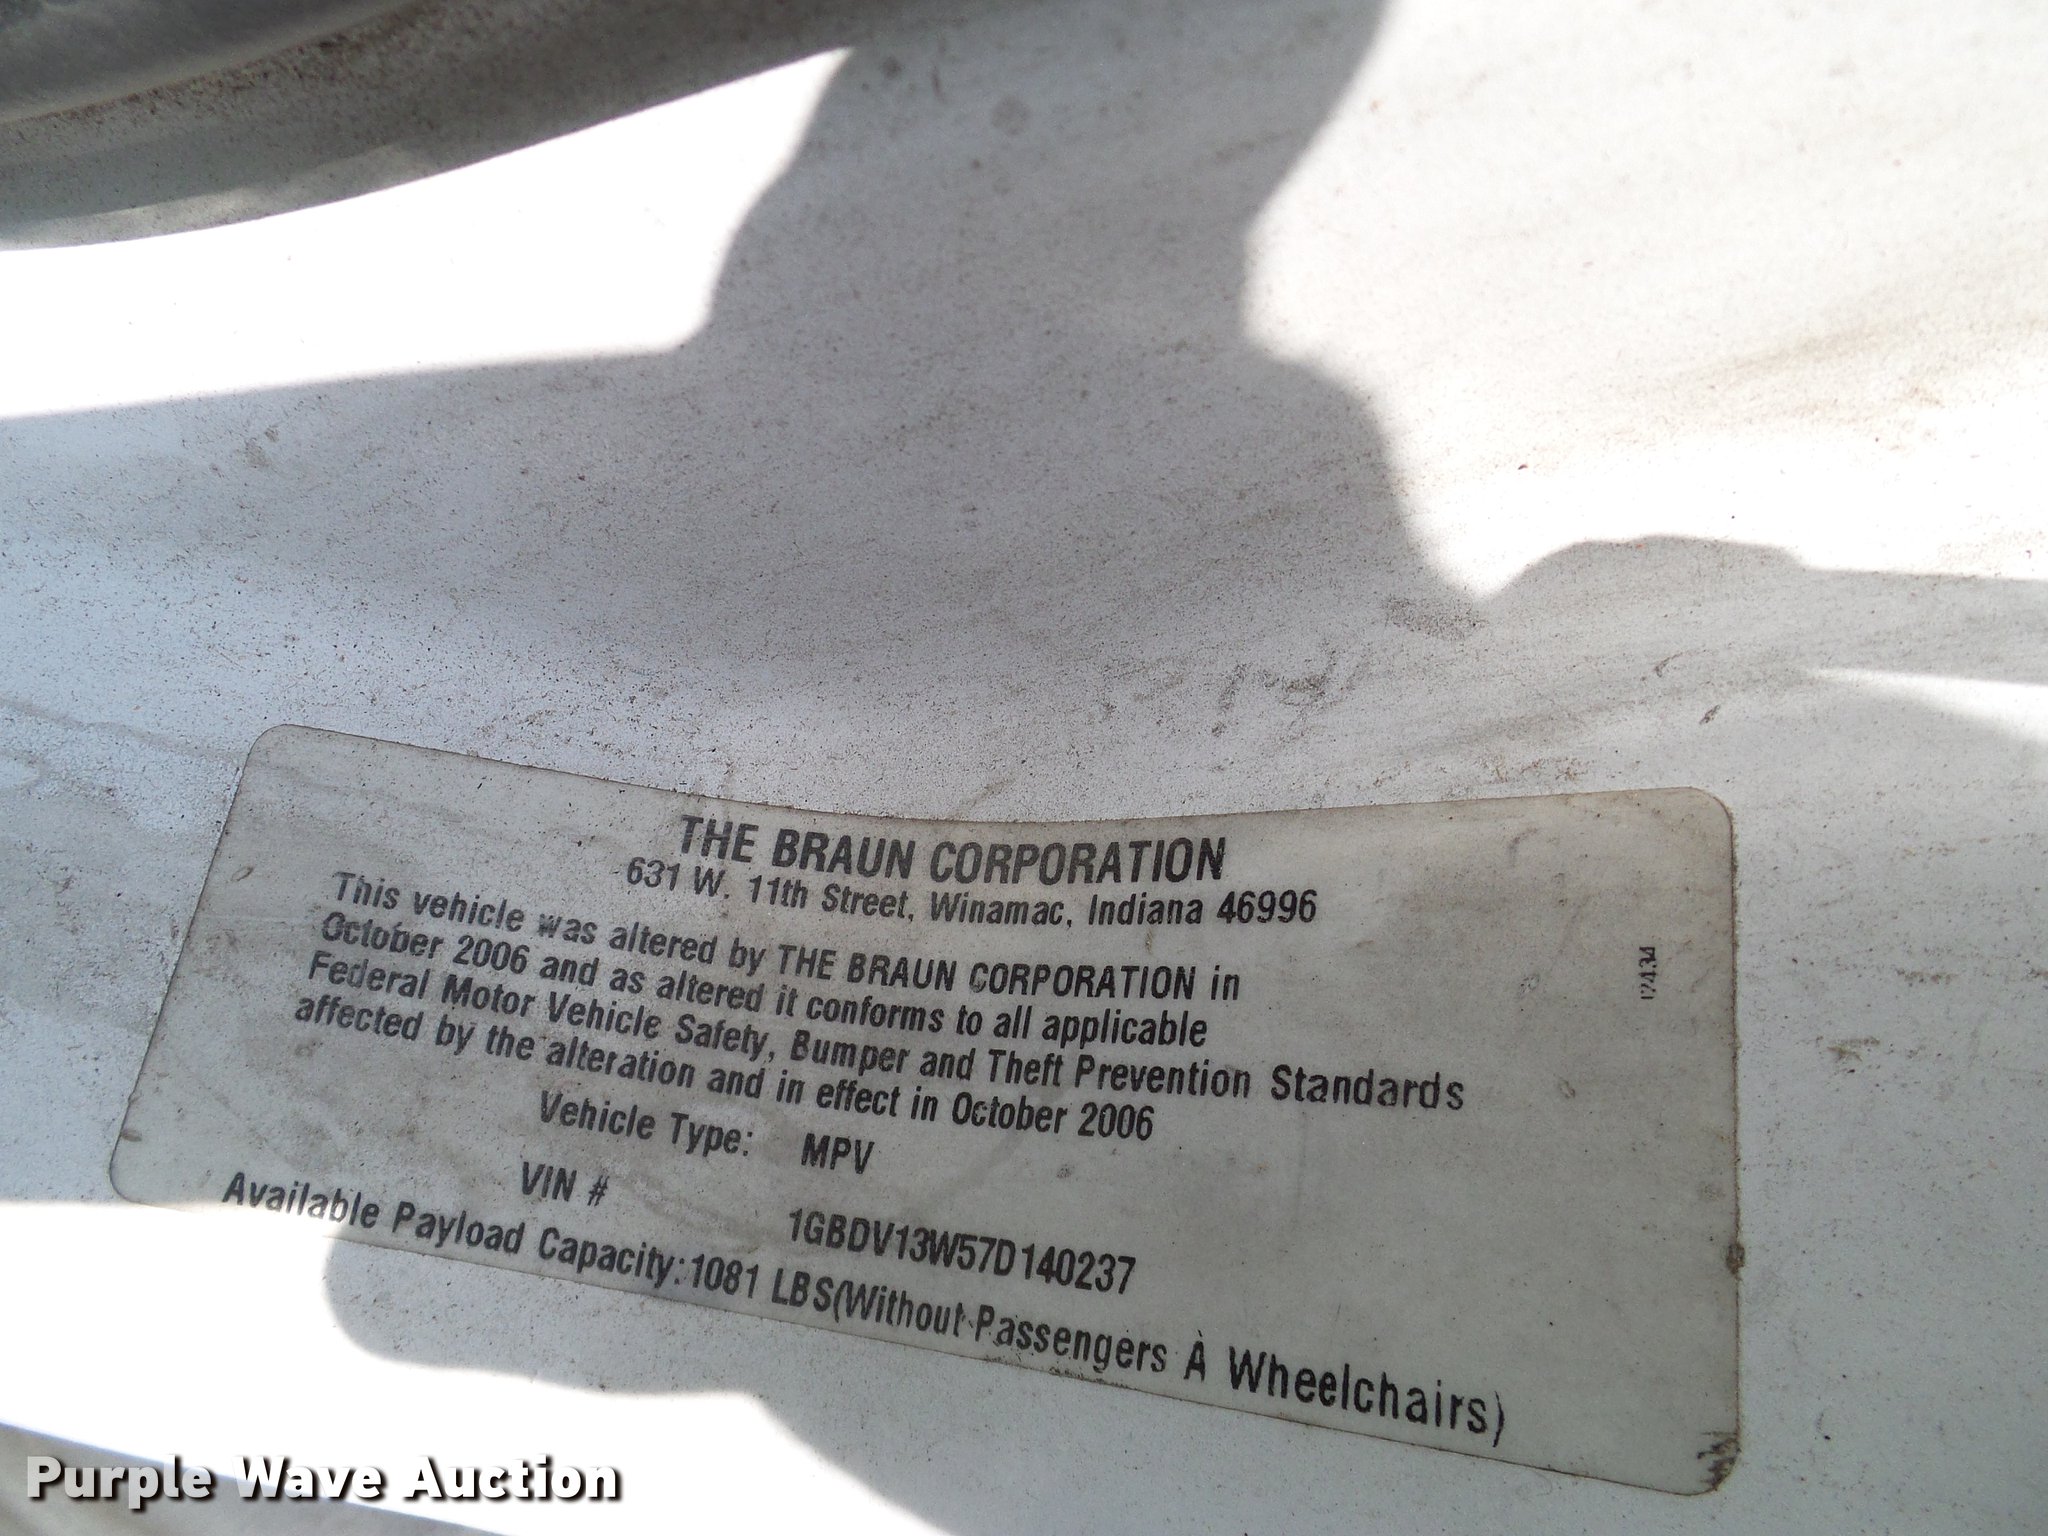 THE BRAUN CORPORATION
631 W. 11th Street, Winamac, Indiana 46996
This vehicle was altered by THE BRAUN CORPORATION in
October 2006 and as altered it conforms to all applicable
Federal Motor Vehicle Safety, Bumper and Theft Prevention Standards
affected by the alteration and in effect in October 2006
Vehicle Type: MPV
VIN # 1GBDV13W57D140237
Available Payload Capacity:1081 LBS(Without Passengers A Wheelchairs)
Purple Wave Auction